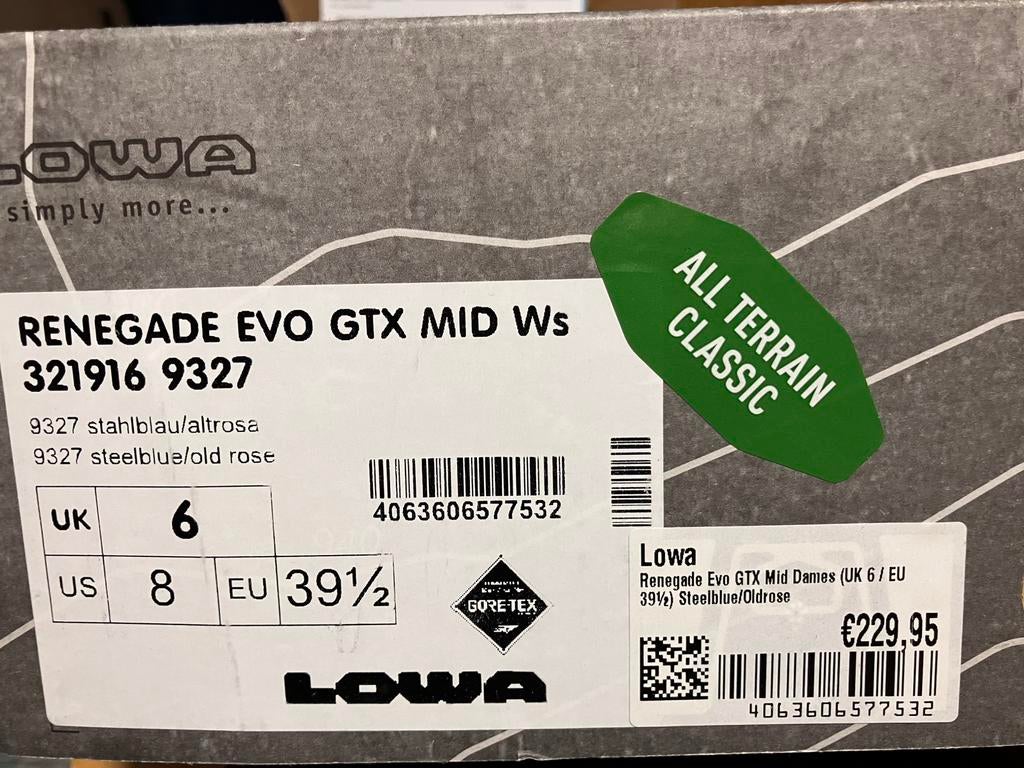 LOWA
simply more...
ALL TERRAIN
CLASSIC
RENEGADE EVO GTX MID Ws
321916 9327
9327 stahlblau/altrosa
9327 steelblue/old rose
4063606577532
UK 6
US 8 EU 39½
GORE-TEX
LOWA
Lowa
Renegade Evo GTX Mid Dames (UK 6 / EU
39½) Steelblue/Oldrose
€229,95
4063606577532